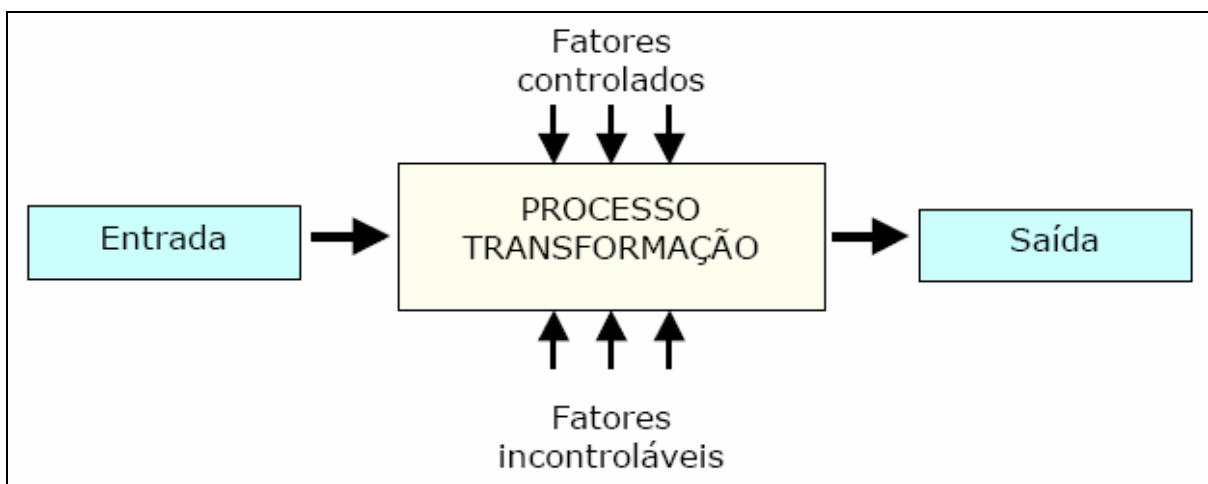 Fatores
controlados
PROCESSO
TRANSFORMAÇÃO
Entrada
Saída
Fatores
incontroláveis